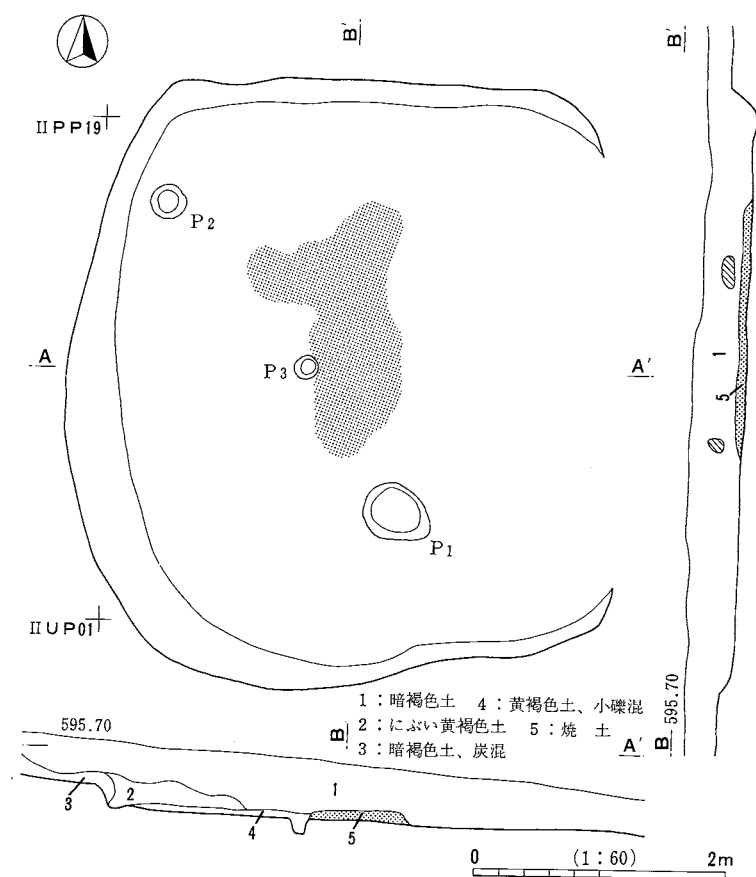 B′
B′
ⅡPP19
P2
A
P3
A′
1
5
P1
ⅡUP01
1：暗褐色土 4：黄褐色土、小礫混
2：にぶい黄褐色土 5：焼 土
3：暗褐色土、炭混
595.70
B
A′
B
595.70
1
3
2
4
5
0 (1：60) 2m